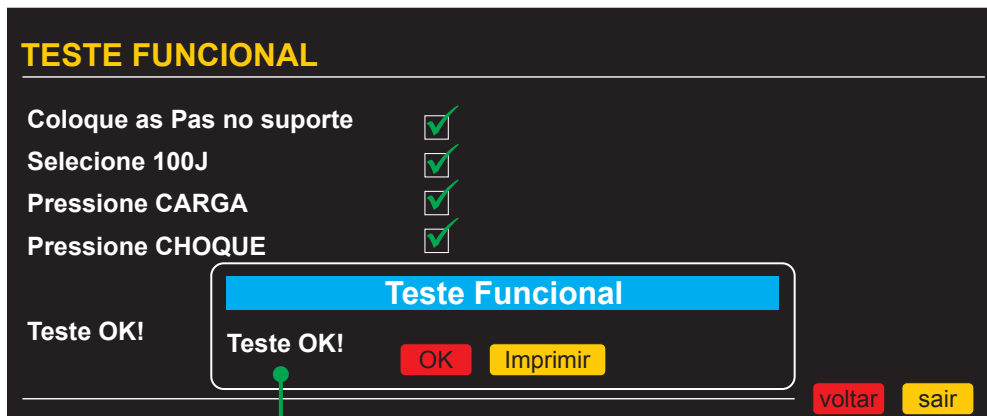 TESTE FUNCIONAL
Coloque as Pas no suporte
Selecione 100J
Pressione CARGA
Pressione CHOQUE
Teste Funcional
Teste OK!
Teste OK!
OK Imprimir
voltar sair